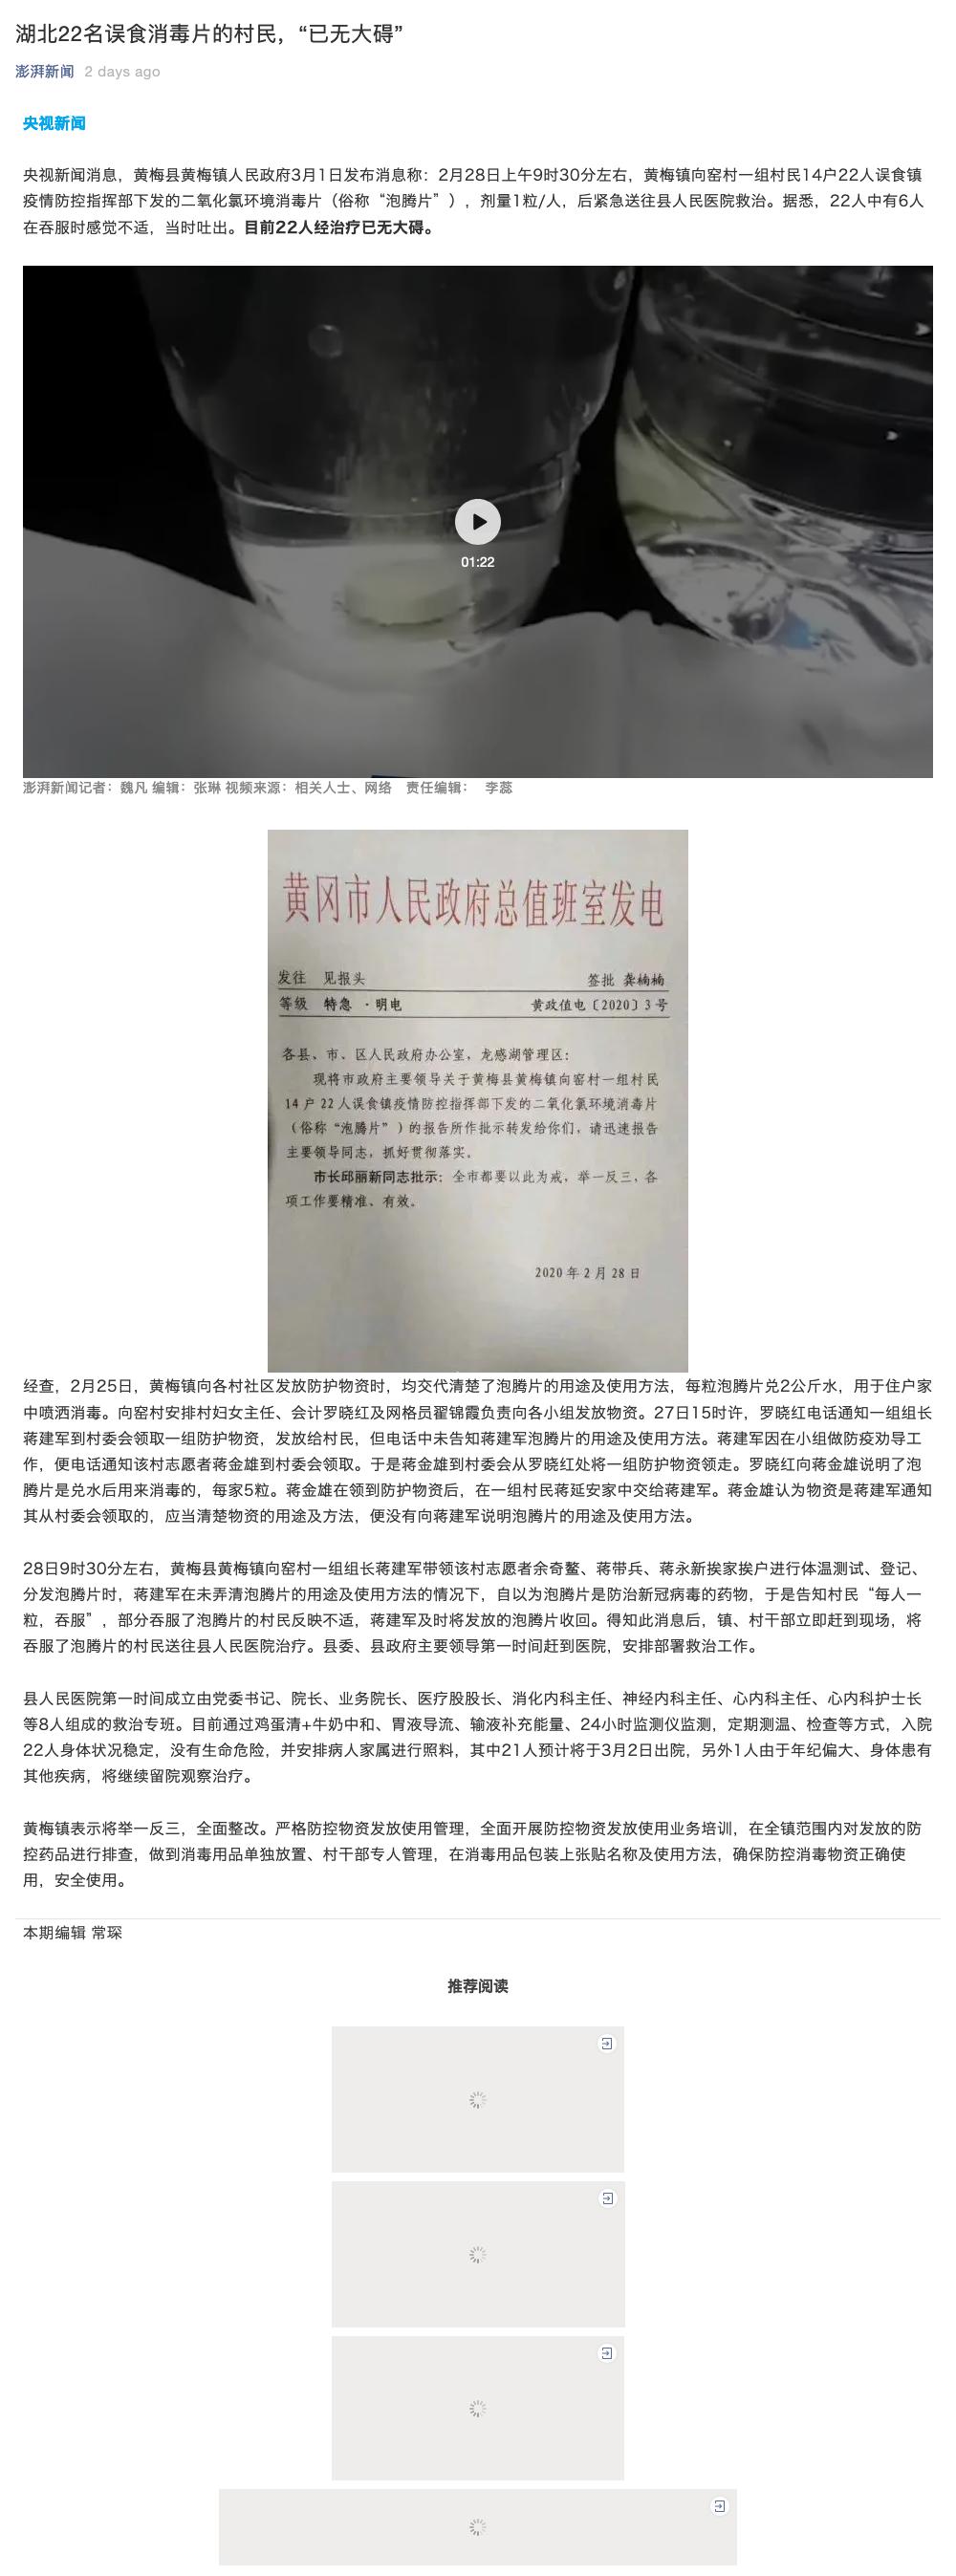 湖北22名误食消毒片的村民，“已无大碍”
澎湃新闻 2 days ago
央视新闻
央视新闻消息，黄梅县黄梅镇人民政府3月1日发布消息称：2月28日上午9时30分左右，黄梅镇向窑村一组村民14户22人误食镇
疫情防控指挥部下发的二氧化氯环境消毒片（俗称“泡腾片”），剂量1粒/人，后紧急送往县人民医院救治。据悉，22人中有6人
在吞服时感觉不适，当时吐出。目前22人经治疗已无大碍。
01:22
澎湃新闻记者：魏凡 编辑：张琳 视频来源：相关人士、网络 责任编辑： 李蕊
黄冈市人民政府总值班室发电
发往 见报头 签批 龚楠楠
等级 特急·明电 黄政值电〔2020〕3号
各县、市、区人民政府办公室，龙感湖管理区：
现将市政府主要领导关于黄梅县黄梅镇向窑村一组村民
14户22人误食镇疫情防控指挥部下发的二氧化氯环境消毒片
（俗称“泡腾片”）的报告所作批示转发给你们，请迅速报告
主要领导同志，抓好贯彻落实。
市长邱丽新同志批示：全市都要以此为戒，举一反三，各
项工作要精准、有效。
2020年2月28日
经查，2月25日，黄梅镇向各村社区发放防护物资时，均交代清楚了泡腾片的用途及使用方法，每粒泡腾片兑2公斤水，用于住户家
中喷洒消毒。向窑村安排村妇女主任、会计罗晓红及网格员翟锦霞负责向各小组发放物资。27日15时许，罗晓红电话通知一组组长
蒋建军到村委会领取一组防护物资，发放给村民，但电话中未告知蒋建军泡腾片的用途及使用方法。蒋建军因在小组做防疫劝导工
作，便电话通知该村志愿者蒋金雄到村委会领取。于是蒋金雄到村委会从罗晓红处将一组防护物资领走。罗晓红向蒋金雄说明了泡
腾片是兑水后用来消毒的，每家5粒。蒋金雄在领到防护物资后，在一组村民蒋延安家中交给蒋建军。蒋金雄认为物资是蒋建军通知
其从村委会领取的，应当清楚物资的用途及方法，便没有向蒋建军说明泡腾片的用途及使用方法。
28日9时30分左右，黄梅县黄梅镇向窑村一组组长蒋建军带领该村志愿者余奇鳌、蒋带兵、蒋永新挨家挨户进行体温测试、登记、
分发泡腾片时，蒋建军在未弄清泡腾片的用途及使用方法的情况下，自以为泡腾片是防治新冠病毒的药物，于是告知村民“每人一
粒，吞服”，部分吞服了泡腾片的村民反映不适，蒋建军及时将发放的泡腾片收回。得知此消息后，镇、村干部立即赶到现场，将
吞服了泡腾片的村民送往县人民医院治疗。县委、县政府主要领导第一时间赶到医院，安排部署救治工作。
县人民医院第一时间成立由党委书记、院长、业务院长、医疗股股长、消化内科主任、神经内科主任、心内科主任、心内科护士长
等8人组成的救治专班。目前通过鸡蛋清+牛奶中和、胃液导流、输液补充能量、24小时监测仪监测，定期测温、检查等方式，入院
22人身体状况稳定，没有生命危险，并安排病人家属进行照料，其中21人预计将于3月2日出院，另外1人由于年纪偏大、身体患有
其他疾病，将继续留院观察治疗。
黄梅镇表示将举一反三，全面整改。严格防控物资发放使用管理，全面开展防控物资发放使用业务培训，在全镇范围内对发放的防
控药品进行排查，做到消毒用品单独放置、村干部专人管理，在消毒用品包装上张贴名称及使用方法，确保防控消毒物资正确使
用，安全使用。
本期编辑 常琛
推荐阅读